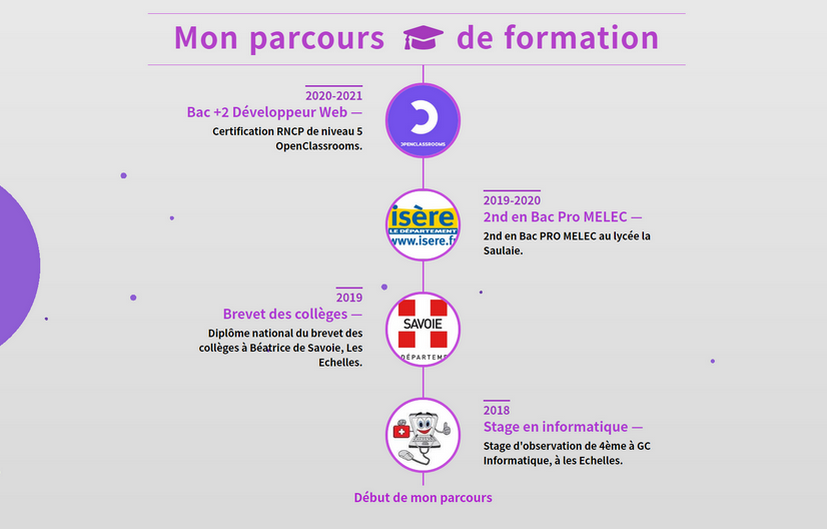 Mon parcours de formation
2020-2021
Bac +2 Développeur Web —
Certification RNCP de niveau 5
OpenClassrooms.
OPENCLASSROOMS
2019-2020
2nd en Bac Pro MELEC —
2nd en Bac PRO MELEC au lycée la
Saulaie.
isère
LE DÉPARTEMENT
www.isere.fr
2019
Brevet des collèges —
Diplôme national du brevet des
collèges à Béatrice de Savoie, Les
Echelles.
SAVOIE
DÉPARTEM
2018
Stage en informatique —
Stage d'observation de 4ème à GC
Informatique, à les Echelles.
Début de mon parcours